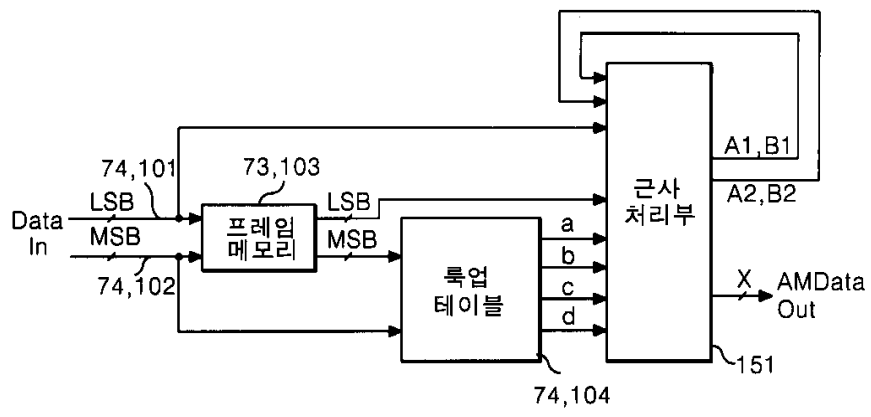 A1,B1
A2,B2
74,101
73,103
LSB
LSB
Data
In
MSB
MSB
74,102
프레임
메모리
룩업
테이블
a
b
c
d
근사
처리부
X
AMData
Out
151
74,104